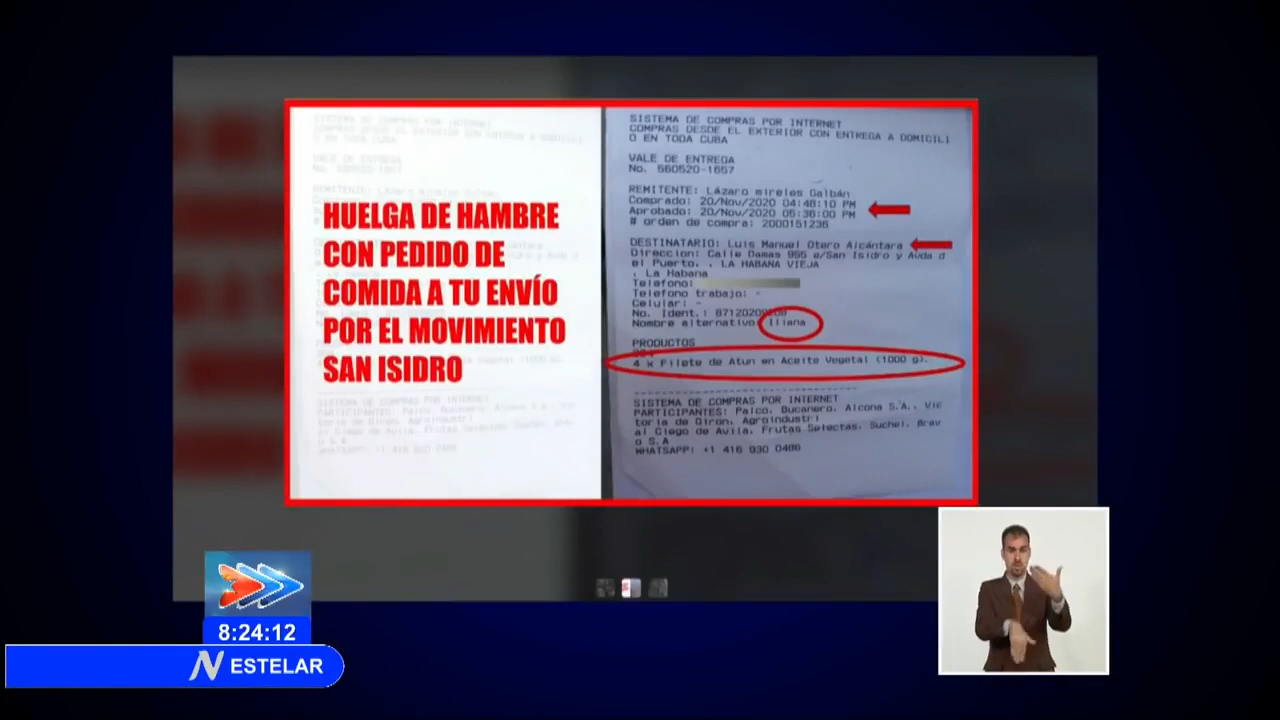 HUELGA DE HAMBRE
CON PEDIDO DE
COMIDA A TU ENVÍO
POR EL MOVIMIENTO
SAN ISIDRO
SISTEMA DE COMPRAS POR INTERNET
COMPRAS DESDE EL EXTERIOR CON ENTREGA A DOMICILI
O EN TODA CUBA
VALE DE ENTREGA
No. 560520-1657
REMITENTE: Lázaro mireles Galbán
Comprado: 20/Nov/2020 04:48:10 PM
Aprobado: 20/Nov/2020 05:36:00 PM
# orden de compra: 2000151236
DESTINATARIO: Luis Manuel Otero Alcántara
Direccion: Calle Damas 955 e/San Isidro y Avda d
el Puerto. . LA HABANA VIEJA
. La Habana
Telefono:
Telefono trabajo: -
Celular: -
No. Ident.:
Nombre alternativo: Iliana
PRODUCTOS
4 x Filete de Atun en Aceite Vegetal (1000 g).
SISTEMA DE COMPRAS POR INTERNET
PARTICIPANTES: Palco, Bucanero, Alcona S.A., Vic
toria de Giron, Agroindustri
al Ciego de Avila, Frutas Selectas, Suchel, Brav
o S.A
WHATSAPP: +1 416 930 0486
8:24:12
N ESTELAR